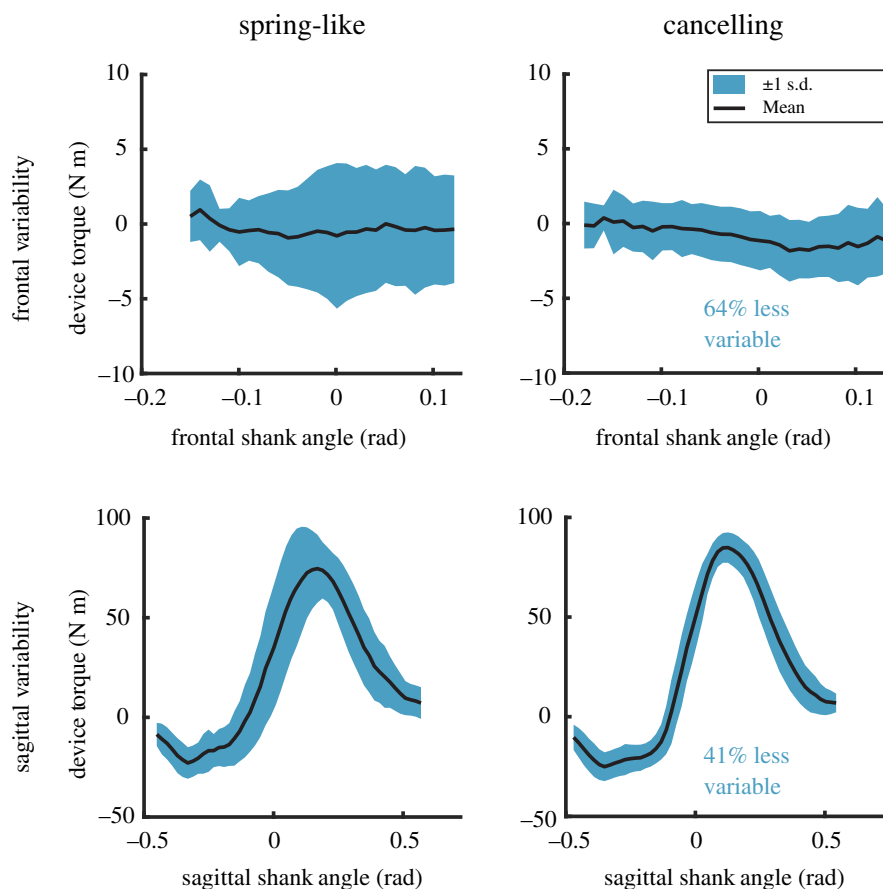 spring-like
cancelling
frontal variability
device torque (N m)
10
5
0
–5
–10
–0.2
–0.1
0
0.1
frontal shank angle (rad)
10
5
0
–5
–10
–0.2
–0.1
0
0.1
frontal shank angle (rad)
±1 s.d.
Mean
64% less
variable
sagittal variability
device torque (N m)
100
50
0
–50
–0.5
0
0.5
sagittal shank angle (rad)
100
50
0
–50
–0.5
0
0.5
sagittal shank angle (rad)
41% less
variable